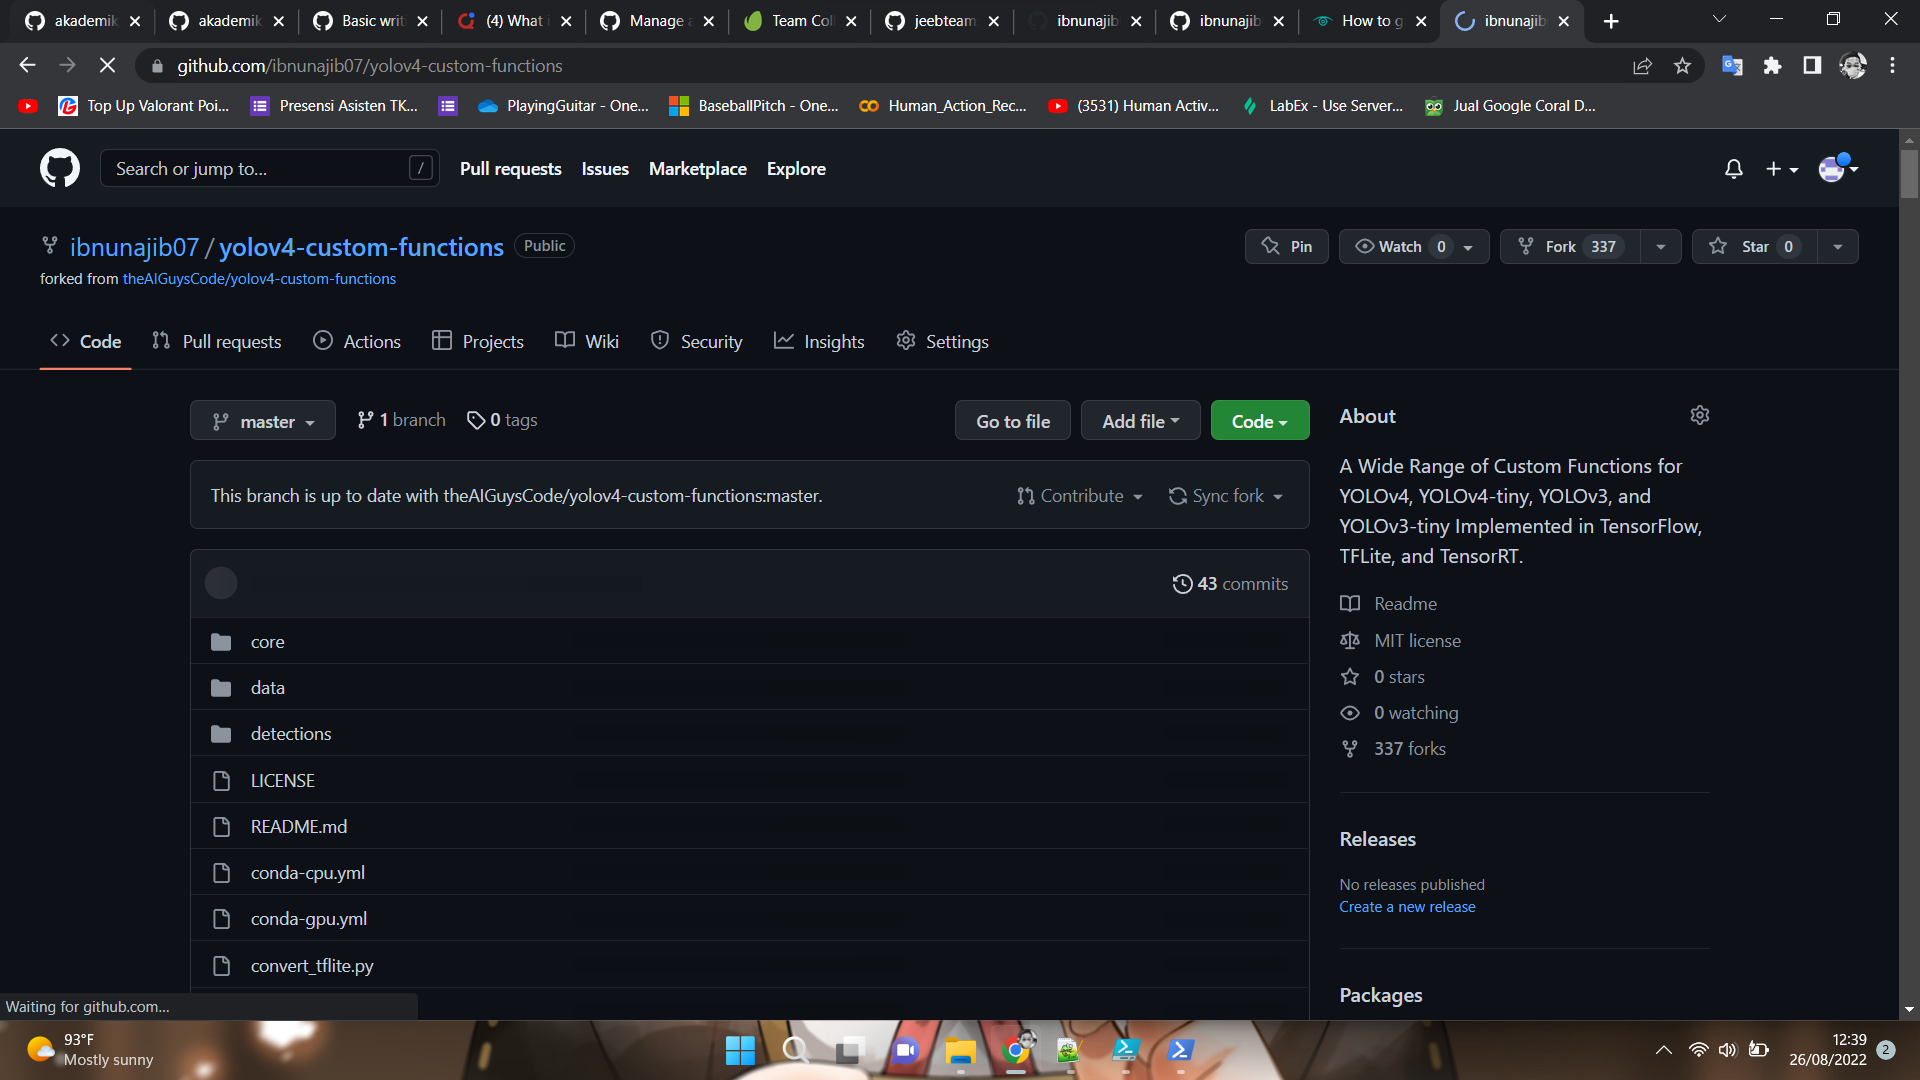 akademik
akademik
Basic writ
(4) What i
Manage a
Team Coll
jeebteam
ibnunajib
ibnunajib
How to g
ibnunajib
github.com/ibnunajib07/yolov4-custom-functions
Top Up Valorant Poi...
Presensi Asisten TK...
PlayingGuitar - One...
BaseballPitch - One...
Human_Action_Rec...
(3531) Human Activ...
LabEx - Use Server...
Jual Google Coral D...
Search or jump to...
/
Pull requests
Issues
Marketplace
Explore
ibnunajib07 / yolov4-custom-functions
Public
Pin
Watch 0
Fork 337
Star 0
forked from theAIGuysCode/yolov4-custom-functions
Code
Pull requests
Actions
Projects
Wiki
Security
Insights
Settings
master
1 branch
0 tags
Go to file
Add file
Code
This branch is up to date with theAIGuysCode/yolov4-custom-functions:master.
Contribute
Sync fork
43 commits
core
data
detections
LICENSE
README.md
conda-cpu.yml
conda-gpu.yml
convert_tflite.py
About
A Wide Range of Custom Functions for
YOLOv4, YOLOv4-tiny, YOLOv3, and
YOLOv3-tiny Implemented in TensorFlow,
TFLite, and TensorRT.
Readme
MIT license
0 stars
0 watching
337 forks
Releases
No releases published
Create a new release
Packages
Waiting for github.com...
93°F
Mostly sunny
12:39
26/08/2022
2